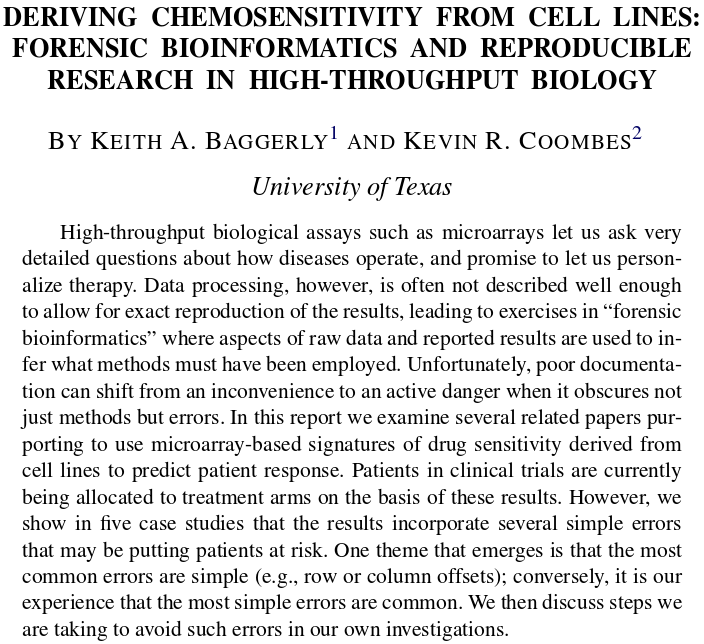 DERIVING CHEMOSENSITIVITY FROM CELL LINES:
FORENSIC BIOINFORMATICS AND REPRODUCIBLE
RESEARCH IN HIGH-THROUGHPUT BIOLOGY
BY KEITH A. BAGGERLY1 AND KEVIN R. COOMBES2
University of Texas
High-throughput biological assays such as microarrays let us ask very
detailed questions about how diseases operate, and promise to let us person-
alize therapy. Data processing, however, is often not described well enough
to allow for exact reproduction of the results, leading to exercises in “forensic
bioinformatics” where aspects of raw data and reported results are used to in-
fer what methods must have been employed. Unfortunately, poor documenta-
tion can shift from an inconvenience to an active danger when it obscures not
just methods but errors. In this report we examine several related papers pur-
porting to use microarray-based signatures of drug sensitivity derived from
cell lines to predict patient response. Patients in clinical trials are currently
being allocated to treatment arms on the basis of these results. However, we
show in five case studies that the results incorporate several simple errors
that may be putting patients at risk. One theme that emerges is that the most
common errors are simple (e.g., row or column offsets); conversely, it is our
experience that the most simple errors are common. We then discuss steps we
are taking to avoid such errors in our own investigations.